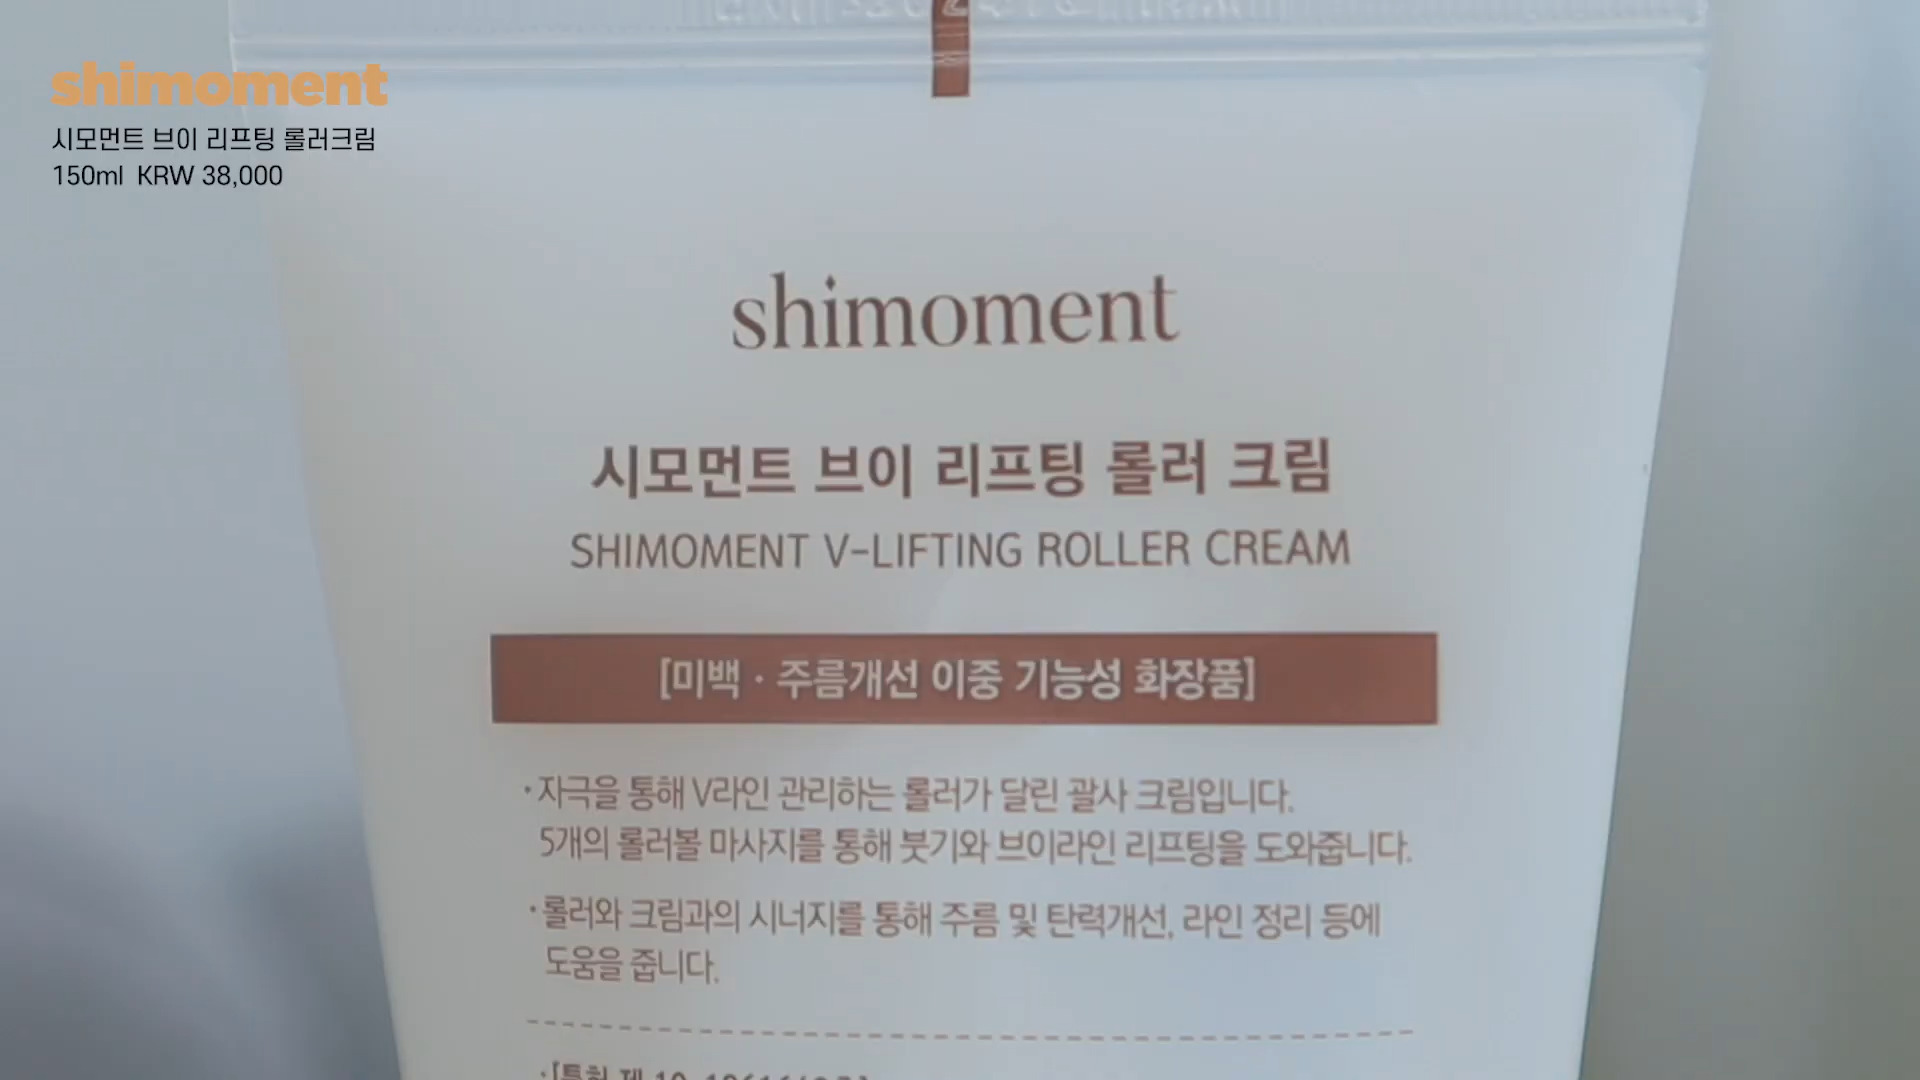 shimoment
시모먼트 브이 리프팅 롤러크림
150ml KRW 38,000
shimoment
시모먼트 브이 리프팅 롤러 크림
SHIMOMENT V-LIFTING ROLLER CREAM
[미백 · 주름개선 이중 기능성 화장품]
· 자극을 통해 V라인 관리하는 롤러가 달린 괄사 크림입니다.
5개의 롤러볼 마사지를 통해 붓기와 브이라인 리프팅을 도와줍니다.
· 롤러와 크림과의 시너지를 통해 주름 및 탄력개선, 라인 정리 등에
도움을 줍니다.